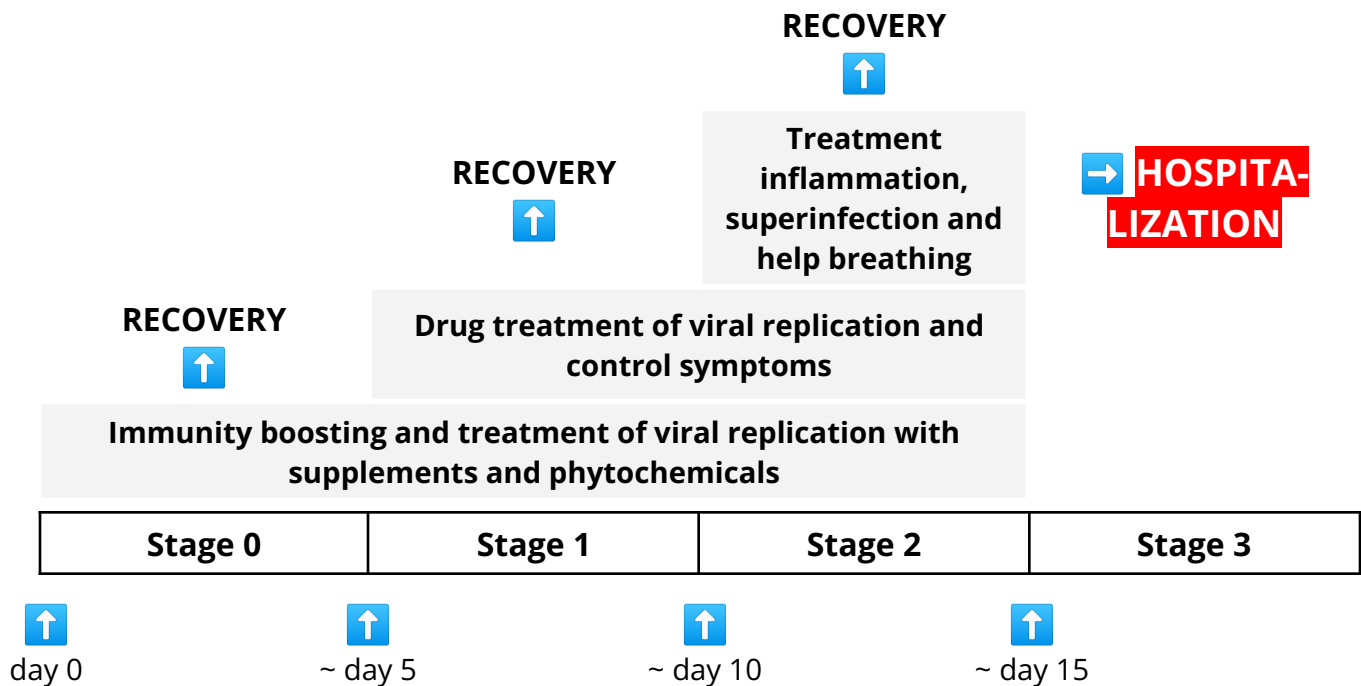 RECOVERY
Treatment
inflammation,
superinfection and
help breathing
RECOVERY
HOSPITA-
LIZATION
RECOVERY
Drug treatment of viral replication and
control symptoms
Immunity boosting and treatment of viral replication with
supplements and phytochemicals
Stage 0
Stage 1
Stage 2
Stage 3
day 0
~ day 5
~ day 10
~ day 15